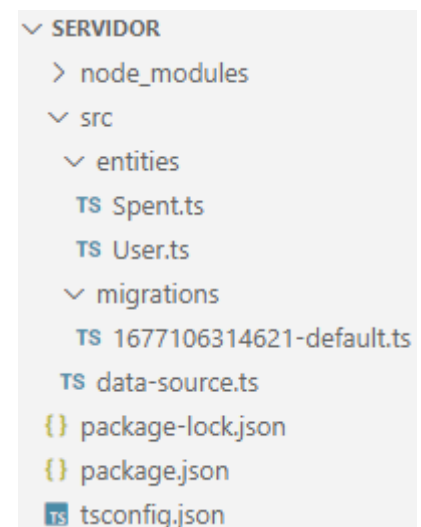 SERVIDOR
node_modules
src
entities
TS Spent.ts
TS User.ts
migrations
TS 1677106314621-default.ts
TS data-source.ts
{} package-lock.json
{} package.json
TS tsconfig.json